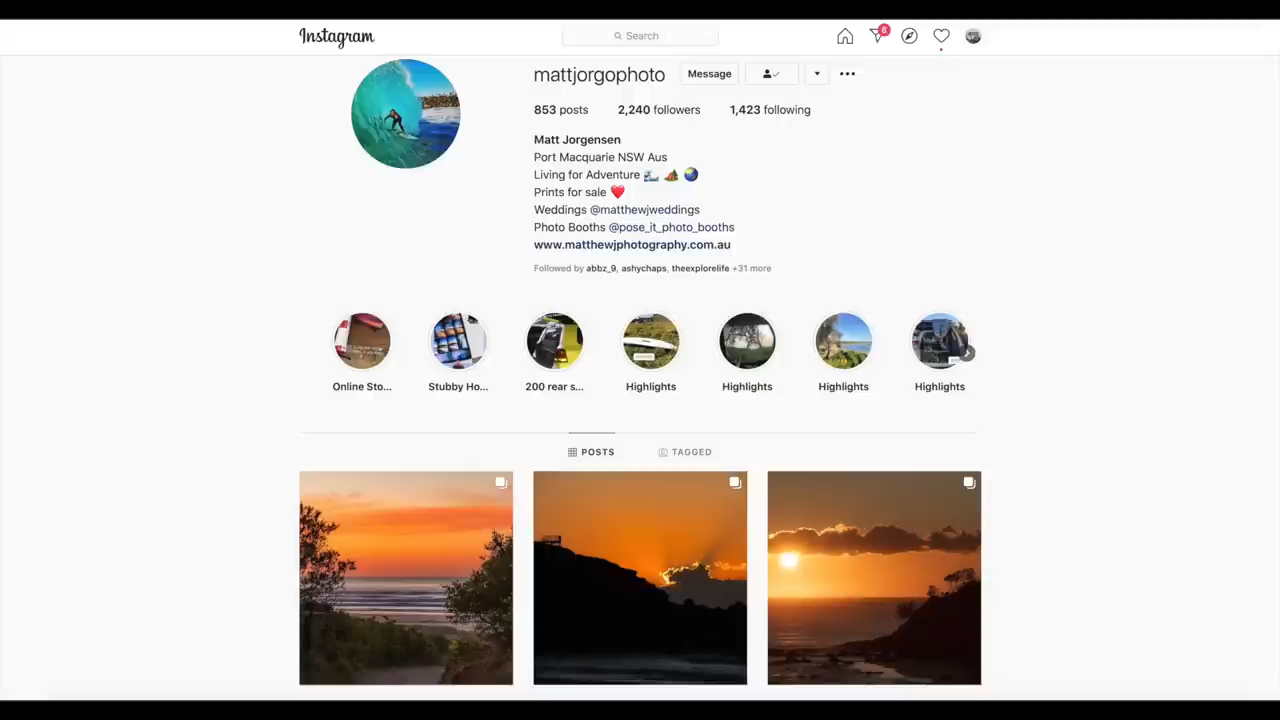 Instagram
Search
6
mattjorgophoto
Message
853 posts
2,240 followers
1,423 following
Matt Jorgensen
Port Macquarie NSW Aus
Living for Adventure 🌊 🏕️ 🌏
Prints for sale ❤️
Weddings @matthewjweddings
Photo Booths @pose_it_photo_booths
www.matthewjphotography.com.au
Followed by abbz_9, ashychaps, theexplorelife +31 more
Online Sto...
Stubby Ho...
200 rear s...
Highlights
Highlights
Highlights
Highlights
POSTS
TAGGED